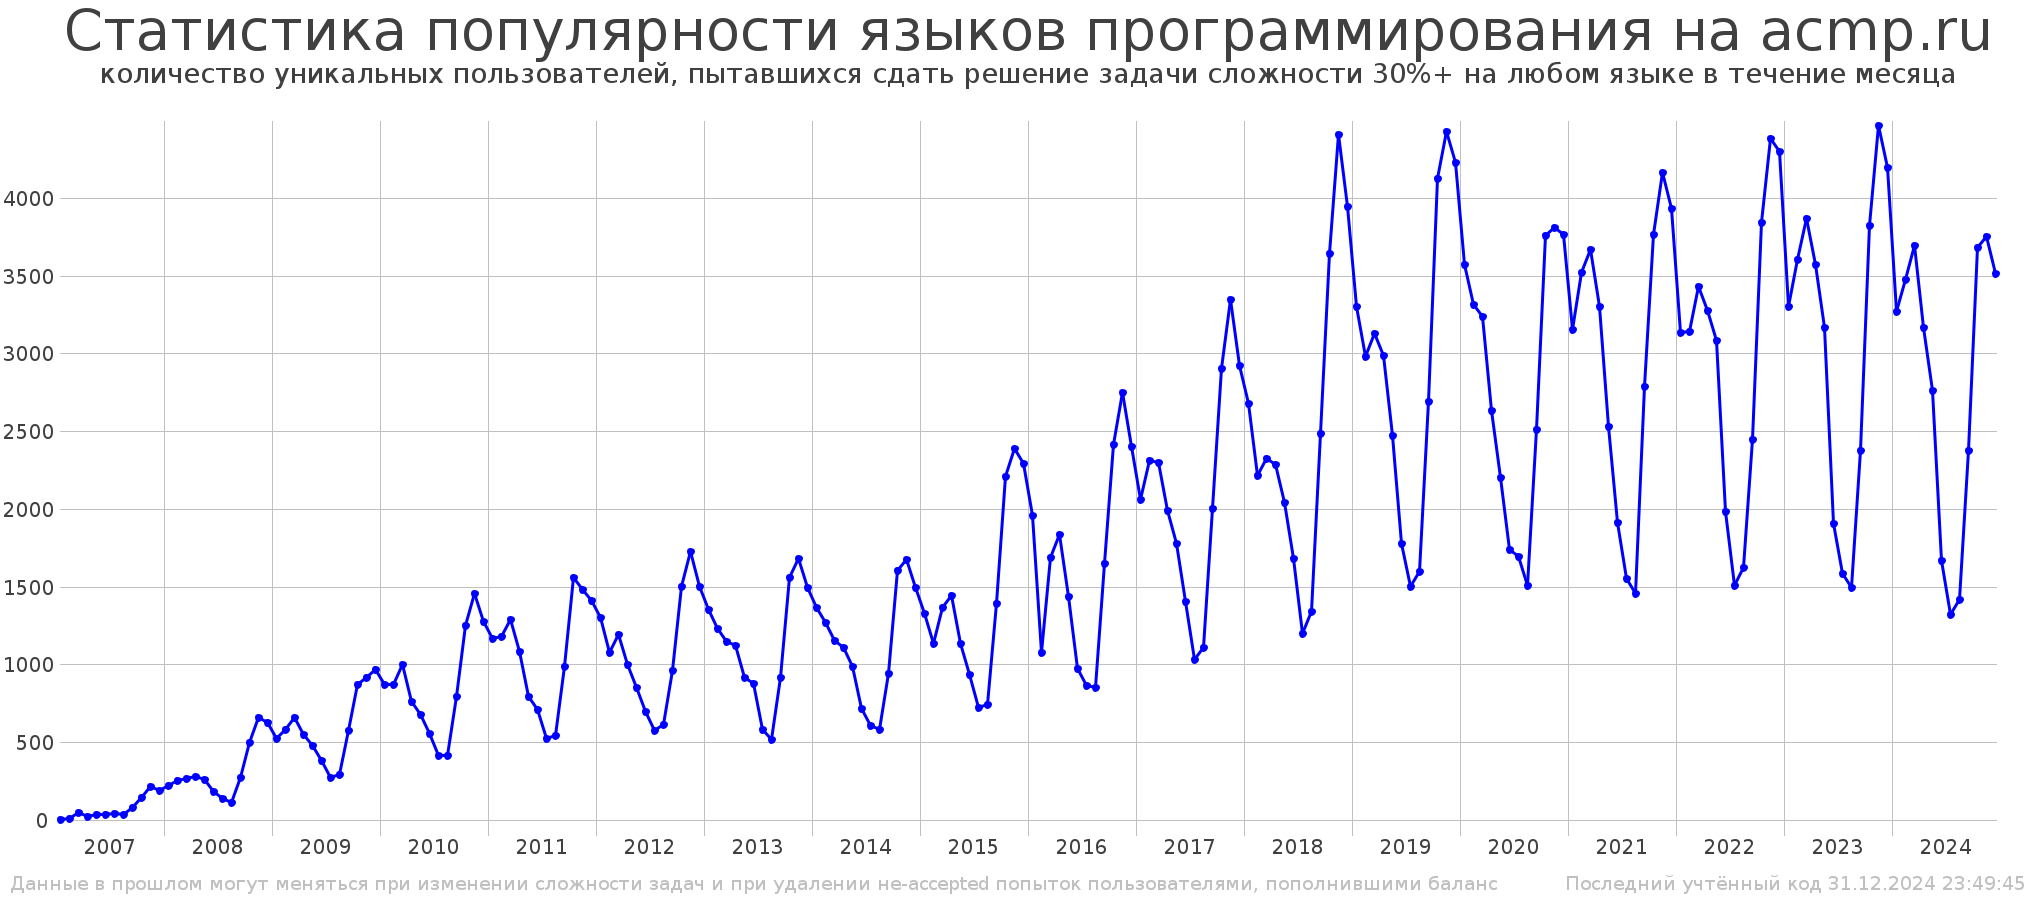 Статистика популярности языков программирования на acmp.ru
количество уникальных пользователей, пытавшихся сдать решение задачи сложности 30%+ на любом языке в течение месяца
4000
3500
3000
2500
2000
1500
1000
500
0
2007 2008 2009 2010 2011 2012 2013 2014 2015 2016 2017 2018 2019 2020 2021 2022 2023 2024
Данные в прошлом могут меняться при изменении сложности задач и при удалении не-accepted попыток пользователями, пополнившими баланс Последний учтённый код 31.12.2024 23:49:45